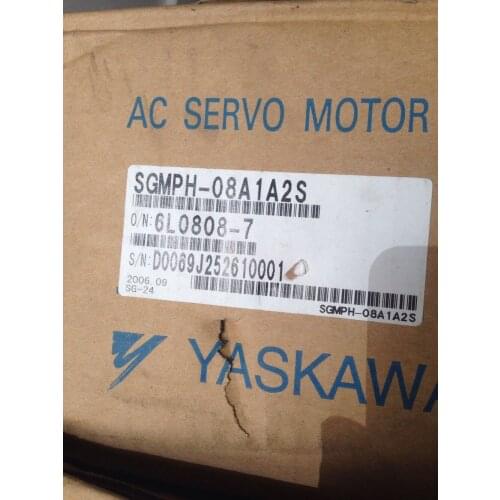 AC SERVO MOTOR
SGMPH-08A1A2S
O/N:6L0808-7
S/N:D0069J252610001
2006.09
SG-24
SGMPH-08A1A2S
YASKAWA